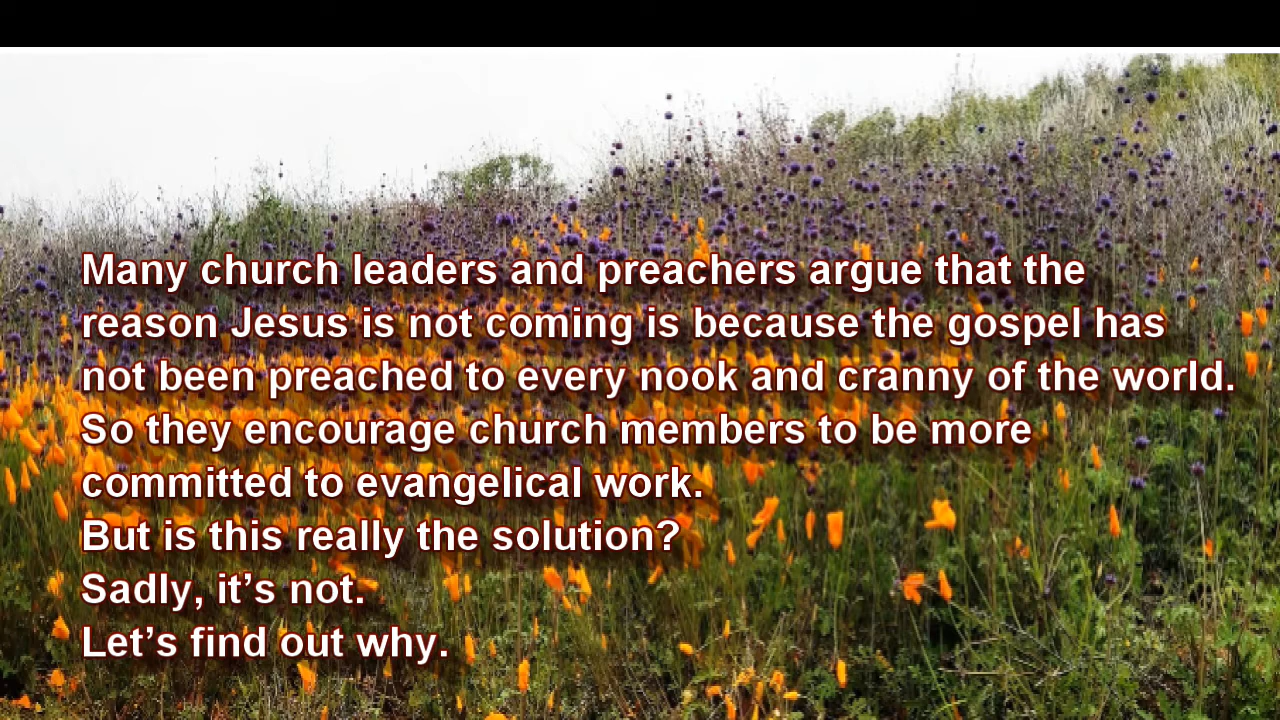 Many church leaders and preachers argue that the
reason Jesus is not coming is because the gospel has
not been preached to every nook and cranny of the world.
So they encourage church members to be more
committed to evangelical work.
But is this really the solution?
Sadly, it’s not.
Let’s find out why.